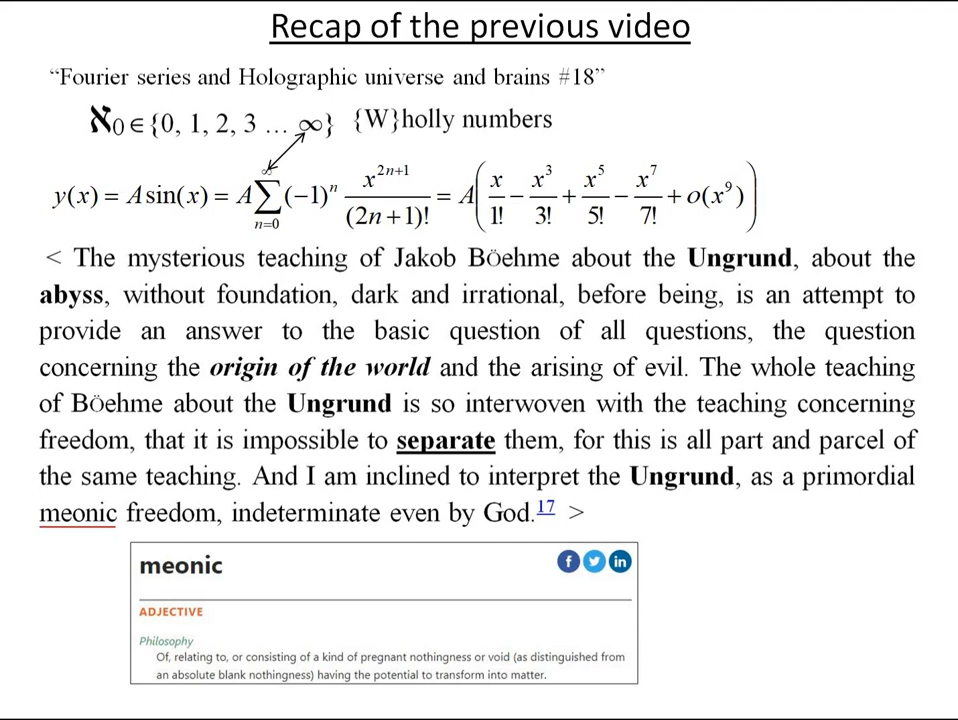 Recap of the previous video
“Fourier series and Holographic universe and brains #18”
ℵ0 ∈ {0, 1, 2, 3 … ∞} {W}holly numbers
y(x) = A sin(x) = A ∑_{n=0}^{∞} (−1)^n x^{2n+1} / (2n+1)! = A( x/1! − x^3/3! + x^5/5! − x^7/7! + o(x^9) )
< The mysterious teaching of Jakob BÖehme about the Ungrund, about the
abyss, without foundation, dark and irrational, before being, is an attempt to
provide an answer to the basic question of all questions, the question
concerning the origin of the world and the arising of evil. The whole teaching
of BÖehme about the Ungrund is so interwoven with the teaching concerning
freedom, that it is impossible to separate them, for this is all part and parcel of
the same teaching. And I am inclined to interpret the Ungrund, as a primordial
meonic freedom, indeterminate even by God.17 >
meonic
f in
ADJECTIVE
Philosophy
Of, relating to, or consisting of a kind of pregnant nothingness or void (as distinguished from
an absolute blank nothingness) having the potential to transform into matter.